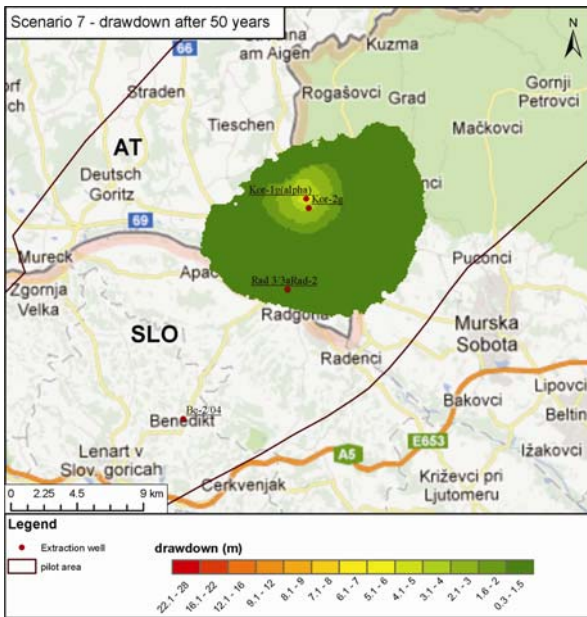 Scenario 7 - drawdown after 50 years
N
66
am Aigen
Kuzma
Straden
Rogašovci
Grad
Gornji
Petrovci
Tieschen
Mačkovci
AT
Deutsch
Goritz
Kor-1g(alpha)
Kor-2g
69
Mureck
Apac
Puconci
Zgornja
Velka
Rad 3/3aRad-2
Radgona
SLO
Radenci
Murska
Sobota
Be-2/04
Benedikt
Bakovci
Lipovci
Beltin
E653
Lenart v
Slov. goricah
A5
Ižakovci
Cerkvenjak
Križevci pri
Ljutomeru
0 2.25 4.5 9 km
Legend
Extraction well
pilot area
drawdown (m)
22.1 - 28
16.1 - 22
12.1 - 16
9.1 - 12
8.1 - 9
7.1 - 8
6.1 - 7
5.1 - 6
4.1 - 5
3.1 - 4
2.1 - 3
1.6 - 2
0.3 - 1.5